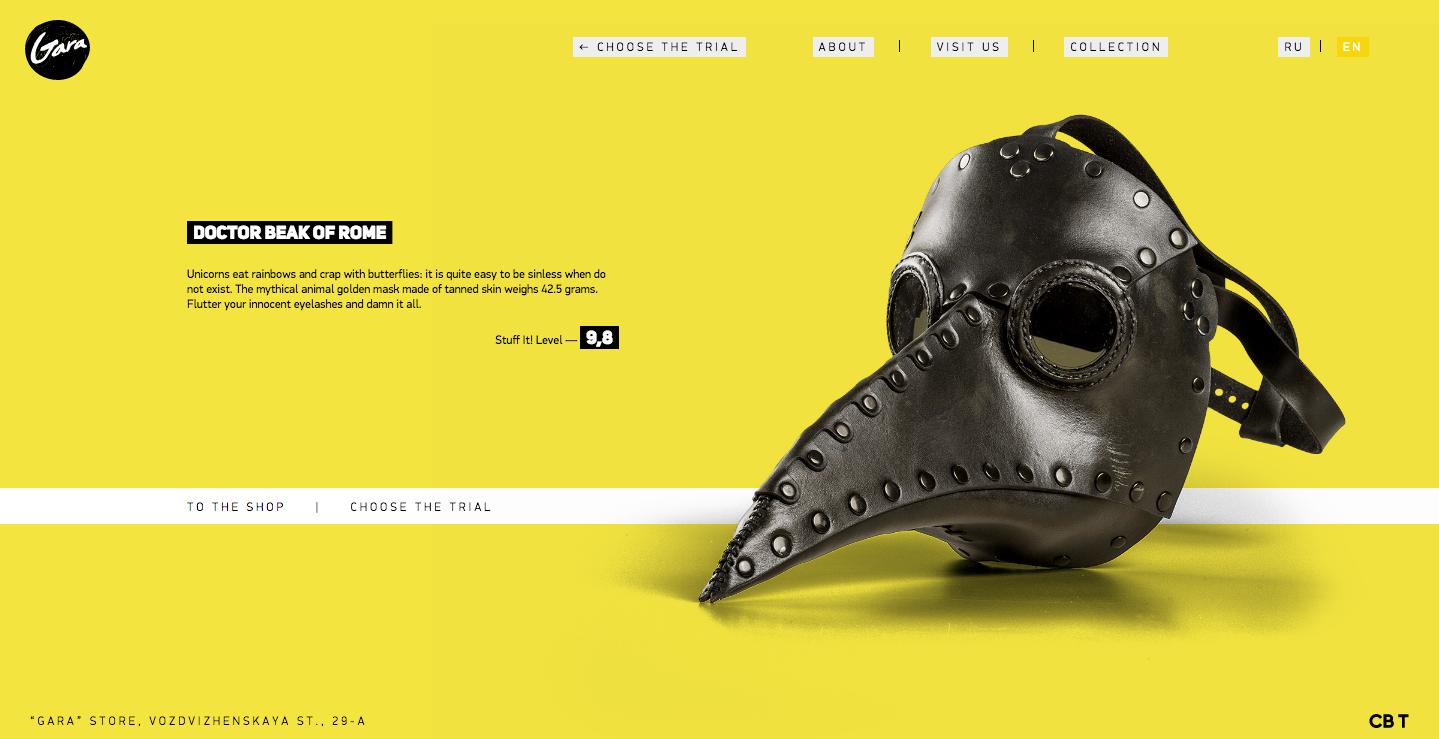 Gara
← CHOOSE THE TRIAL
ABOUT | VISIT US | COLLECTION
RU | EN
DOCTOR BEAK OF ROME
Unicorns eat rainbows and crap with butterflies: it is quite easy to be sinless when do
not exist. The mythical animal golden mask made of tanned skin weighs 42.5 grams.
Flutter your innocent eyelashes and damn it all.
Stuff It! Level — 9,8
TO THE SHOP | CHOOSE THE TRIAL
“GARA” STORE, VOZDVIZHENSKAYA ST., 29-A
CB T